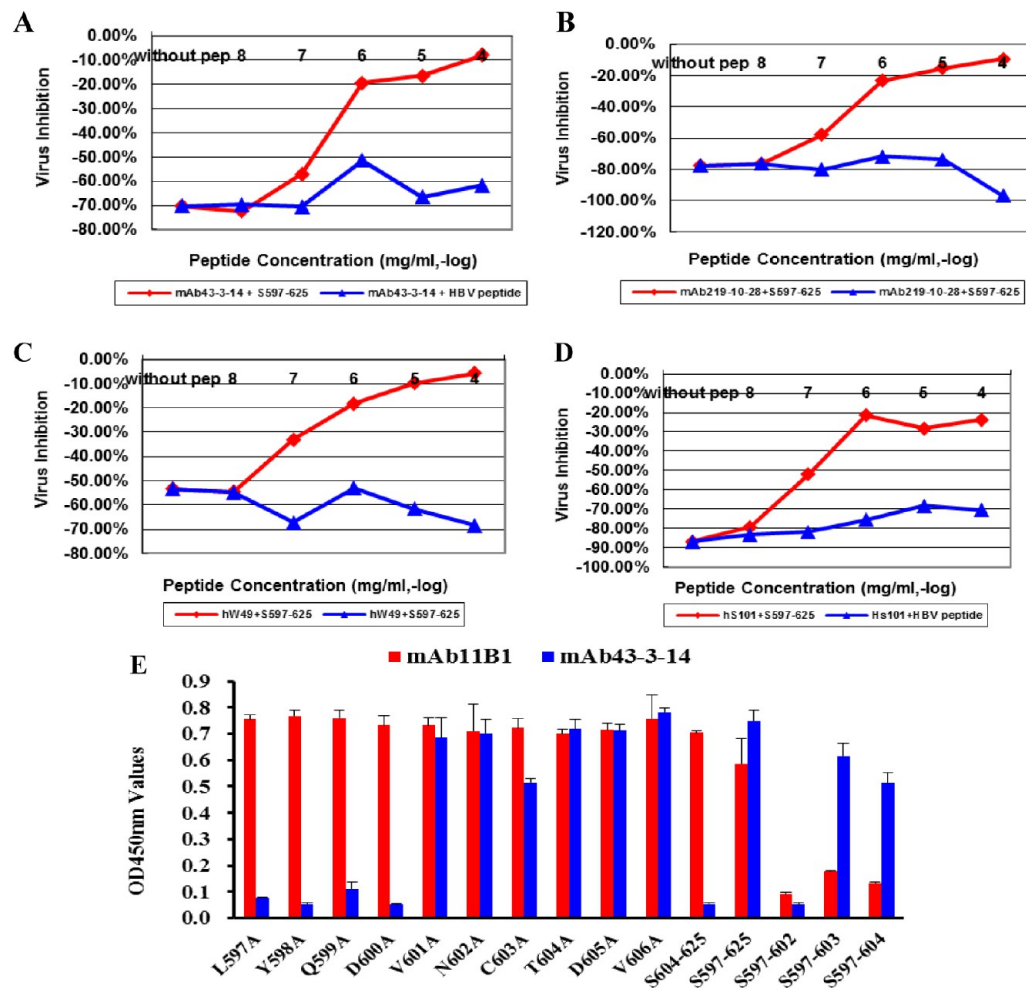 A
0.00%
-10.00%
-20.00%
-30.00%
-40.00%
-50.00%
-60.00%
-70.00%
-80.00%
without pep 8 7 6 5 4
Virus Inhibition
Peptide Concentration (mg/ml,-log)
mAb43-3-14 + S597-625 mAb43-3-14 + HBV peptide
B
0.00%
-20.00%
-40.00%
-60.00%
-80.00%
-100.00%
-120.00%
without pep 8 7 6 5 4
Virus Inhibition
Peptide Concentration (mg/ml,-log)
mAb219-10-28+S597-625 mAb219-10-28+S597-625
C
0.00%
-10.00%
-20.00%
-30.00%
-40.00%
-50.00%
-60.00%
-70.00%
-80.00%
without pep 8 7 6 5 4
Virus Inhibition
Peptide Concentration (mg/ml,-log)
hW49+S597-625 hW49+S597-625
D
0.00%
-10.00%
-20.00%
-30.00%
-40.00%
-50.00%
-60.00%
-70.00%
-80.00%
-90.00%
-100.00%
without pep 8 7 6 5 4
Virus Inhibition
Peptide Concentration (mg/ml,-log)
hS101+S597-625 Hs101+HBV peptide
E
mAb11B1 mAb43-3-14
0.9
0.8
0.7
0.6
0.5
0.4
0.3
0.2
0.1
0.0
OD450nm Values
L597A Y598A Q599A D600A V601A N602A C603A T604A D605A V606A S604-625 S597-625 S597-602 S597-603 S597-604